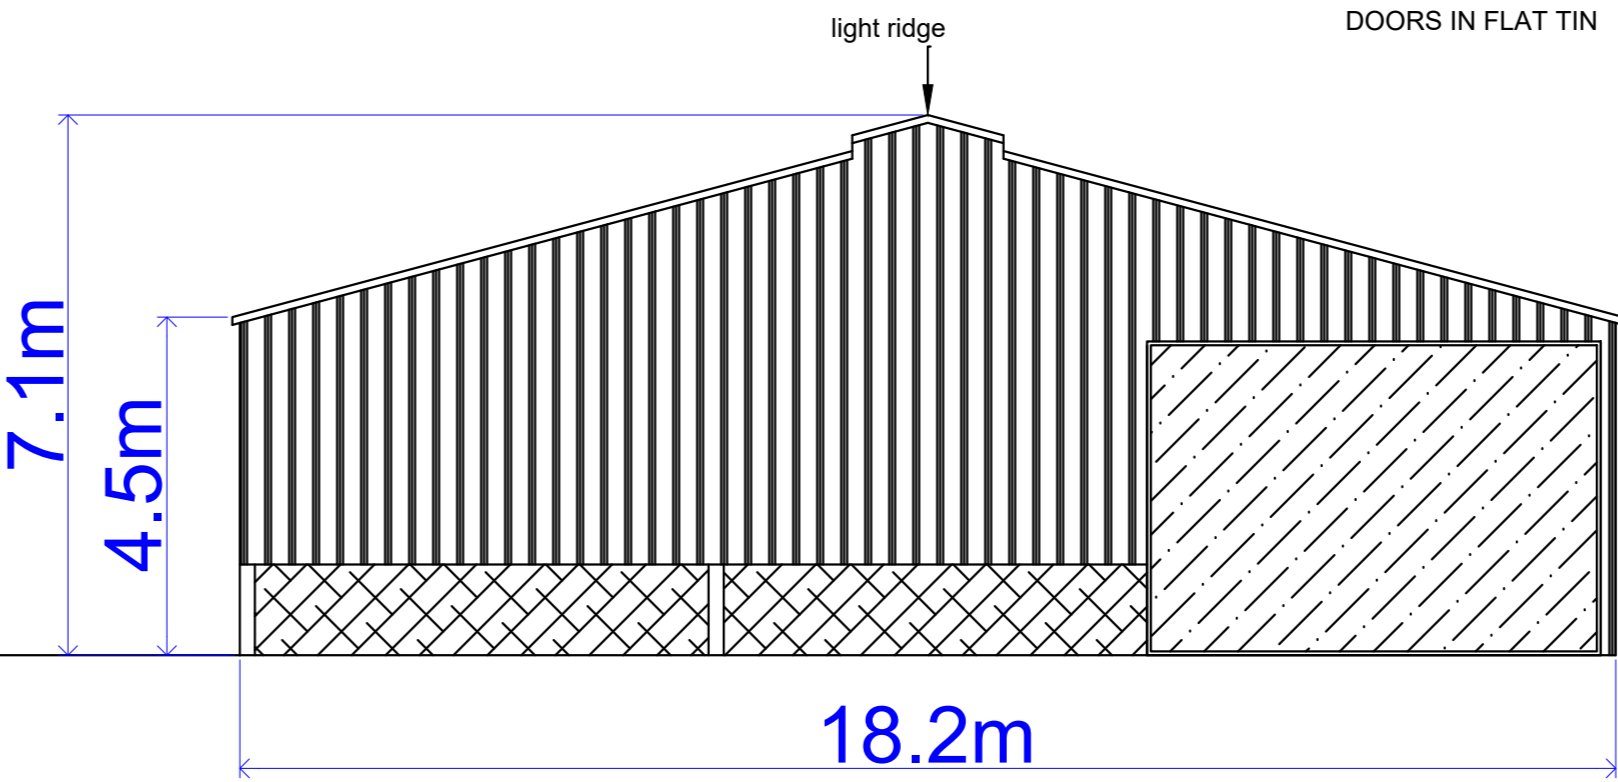 light ridge
DOORS IN FLAT TIN
7.1m
4.5m
18.2m